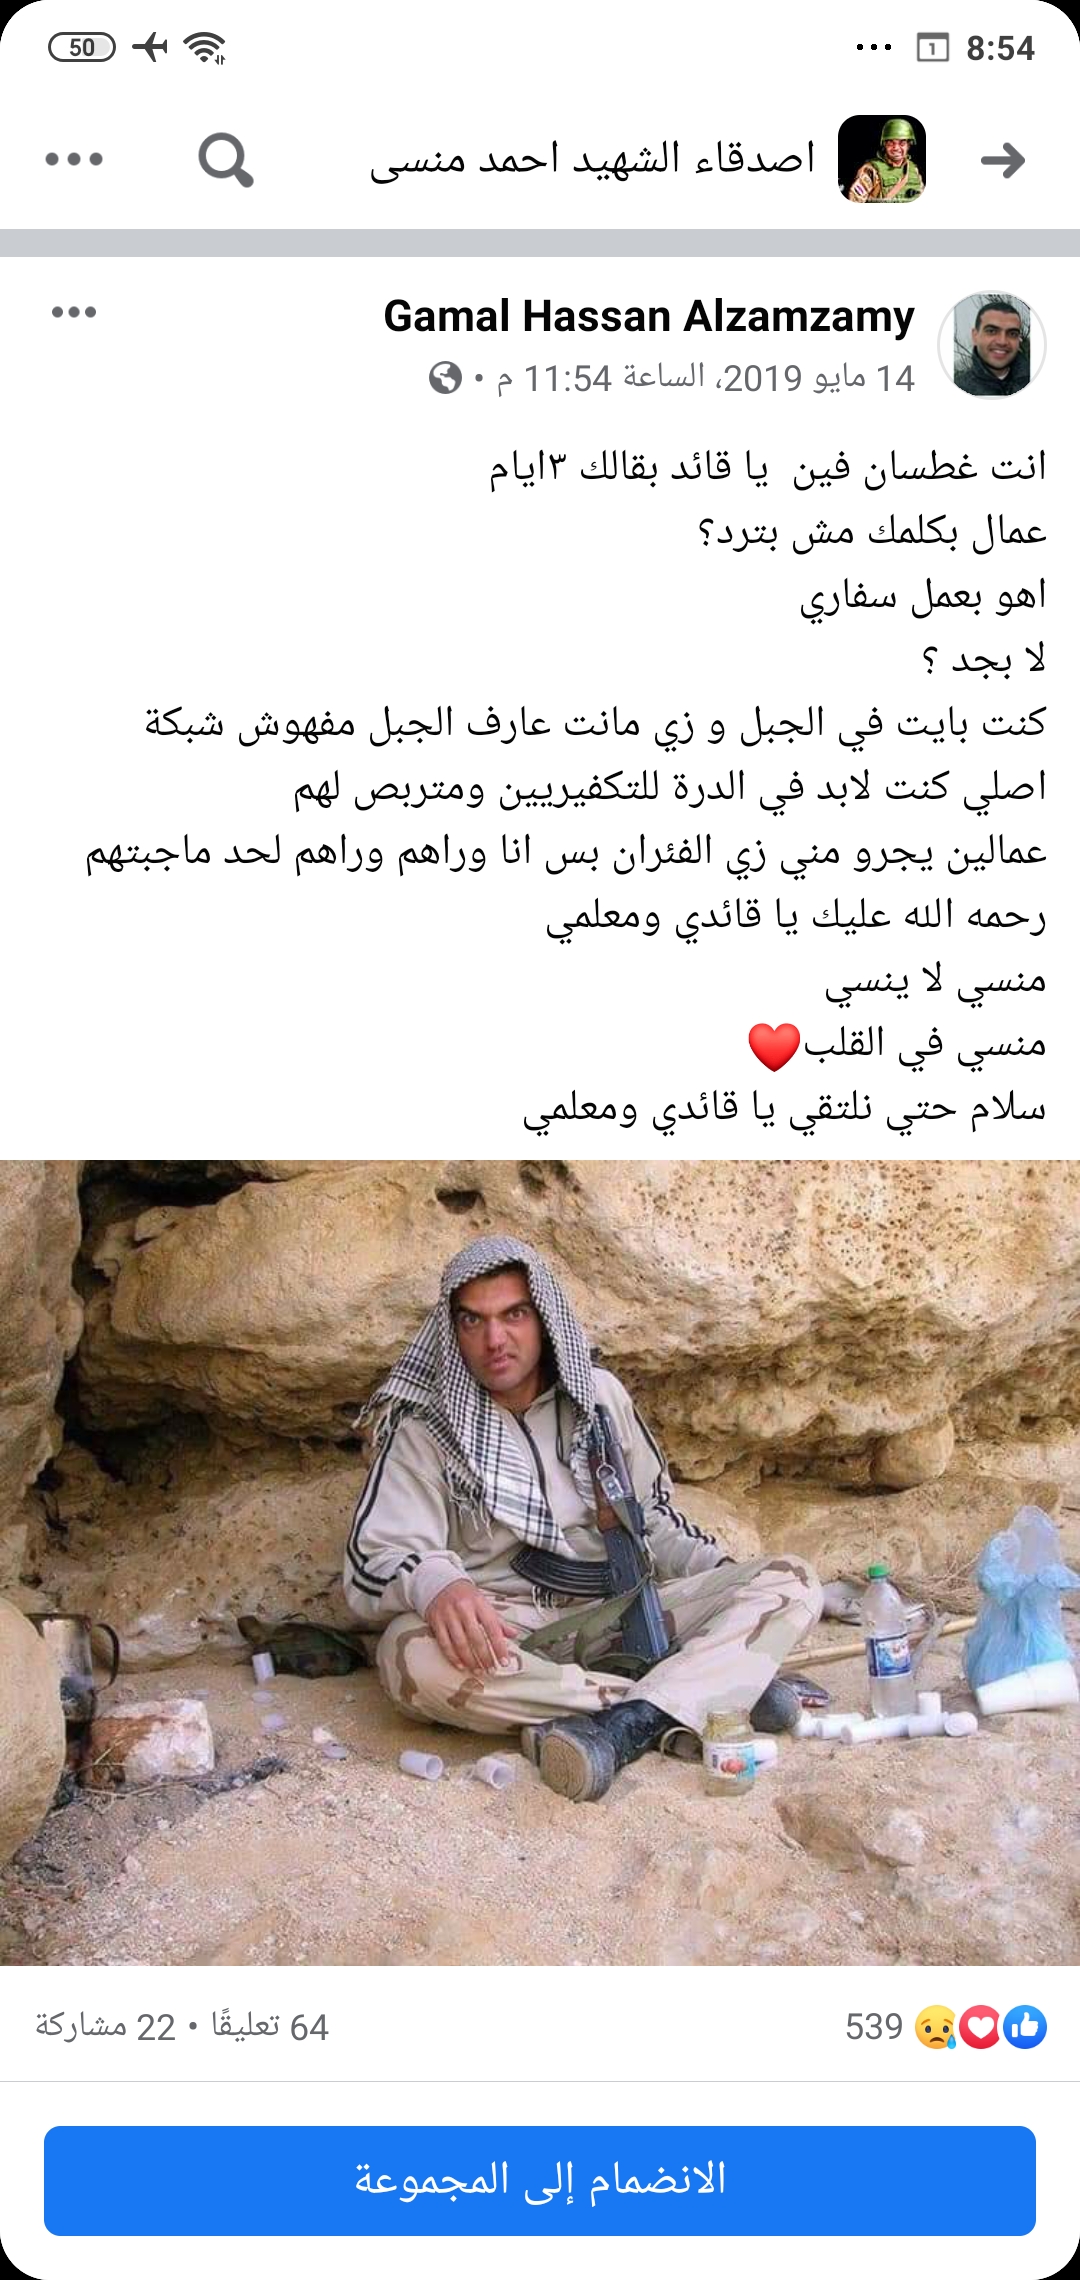 50
1
8:54
اصدقاء الشهيد احمد منسى
Gamal Hassan Alzamzamy
14 مايو 2019، الساعة 11:54 م •
انت غطسان فين يا قائد بقالك ٣ايام
عمال بكلمك مش بترد؟
اهو بعمل سفاري
لا بجد ؟
كنت بايت في الجبل و زي مانت عارف الجبل مفهوش شبكة
اصلي كنت لابد في الدرة للتكفيريين ومتربص لهم
عمالين يجرو مني زي الفئران بس انا وراهم وراهم لحد ماجبتهم
رحمه الله عليك يا قائدي ومعلمي
منسي لا ينسي
منسي في القلب❤️
سلام حتي نلتقي يا قائدي ومعلمي
539
64 تعليقًا • 22 مشاركة
الانضمام إلى المجموعة